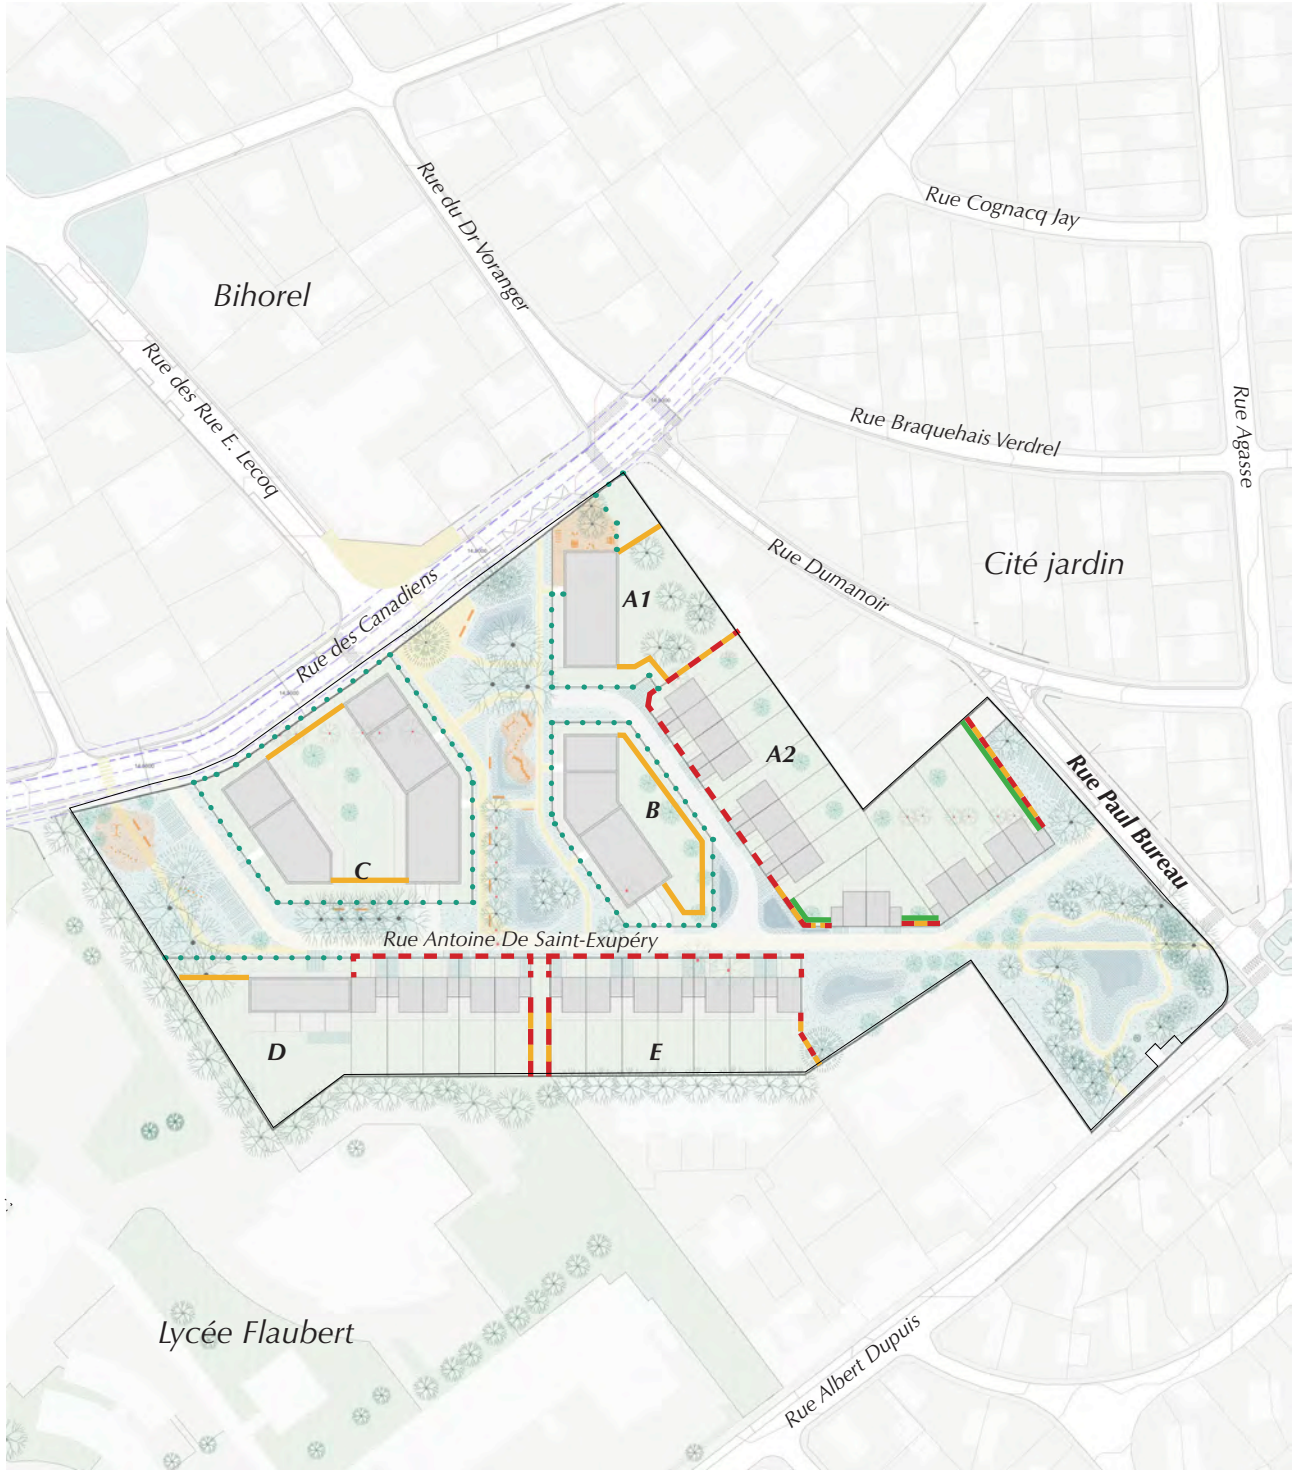 Rue Cognacq Jay
Rue du Dr Voranger
Bihorel
Rue des Rue E. Lecoq
Rue Braquehais Verdrel
Rue Agasse
Rue Dumanoir
Cité jardin
Rue des Canadiens
A1
A2
B
C
Rue Paul Bureau
Rue Antoine De Saint-Exupéry
D
E
Lycée Flaubert
Rue Albert Dupuis